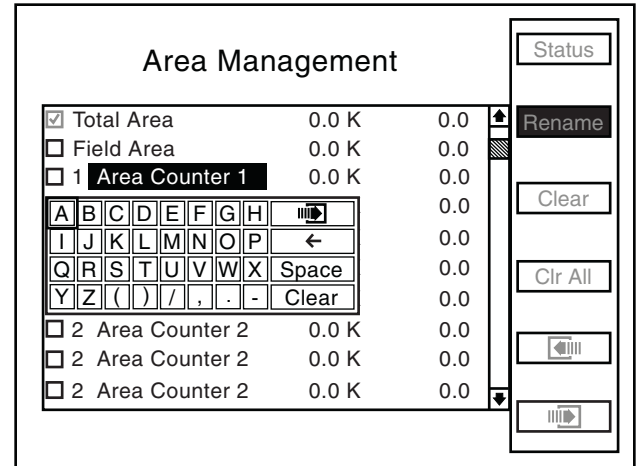 Area Management
Total Area 0.0 K 0.0
Field Area 0.0 K 0.0
1 Area Counter 1 0.0 K 0.0
A B C D E F G H 0.0
I J K L M N O P ← 0.0
Q R S T U V W X Space 0.0
Y Z ( ) / , . - Clear 0.0
2 Area Counter 2 0.0 K 0.0
2 Area Counter 2 0.0 K 0.0
2 Area Counter 2 0.0 K 0.0
Status
Rename
Clear
Clr All